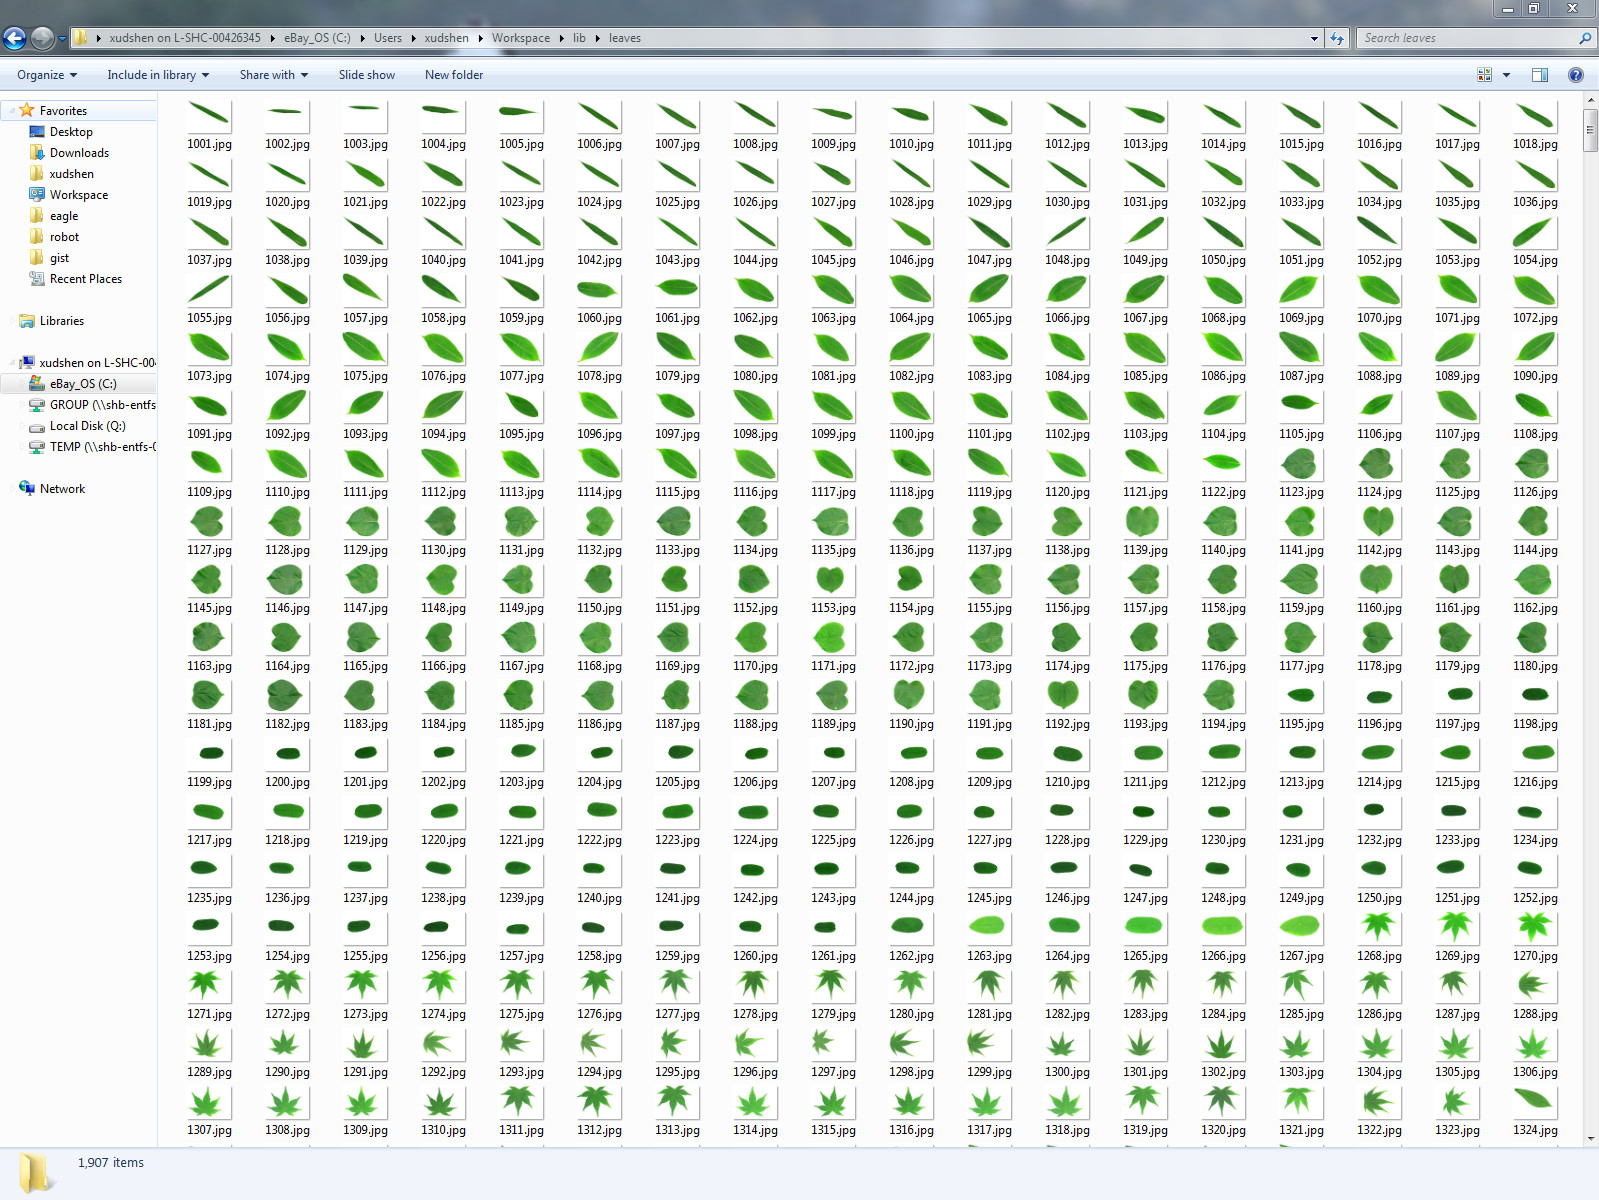 xudshen on L-SHC-00426345 eBay_OS (C:) Users xudshen Workspace lib leaves Search leaves
Organize Include in library Share with Slide show New folder
Favorites
Desktop
Downloads
xudshen
Workspace
eagle
robot
gist
Recent Places
Libraries
xudshen on L-SHC-00
eBay_OS (C:)
GROUP (\\shb-entfs
Local Disk (Q:)
TEMP (\\shb-entfs-0
Network
1001.jpg 1002.jpg 1003.jpg 1004.jpg 1005.jpg 1006.jpg 1007.jpg 1008.jpg 1009.jpg 1010.jpg 1011.jpg 1012.jpg 1013.jpg 1014.jpg 1015.jpg 1016.jpg 1017.jpg 1018.jpg
1019.jpg 1020.jpg 1021.jpg 1022.jpg 1023.jpg 1024.jpg 1025.jpg 1026.jpg 1027.jpg 1028.jpg 1029.jpg 1030.jpg 1031.jpg 1032.jpg 1033.jpg 1034.jpg 1035.jpg 1036.jpg
1037.jpg 1038.jpg 1039.jpg 1040.jpg 1041.jpg 1042.jpg 1043.jpg 1044.jpg 1045.jpg 1046.jpg 1047.jpg 1048.jpg 1049.jpg 1050.jpg 1051.jpg 1052.jpg 1053.jpg 1054.jpg
1055.jpg 1056.jpg 1057.jpg 1058.jpg 1059.jpg 1060.jpg 1061.jpg 1062.jpg 1063.jpg 1064.jpg 1065.jpg 1066.jpg 1067.jpg 1068.jpg 1069.jpg 1070.jpg 1071.jpg 1072.jpg
1073.jpg 1074.jpg 1075.jpg 1076.jpg 1077.jpg 1078.jpg 1079.jpg 1080.jpg 1081.jpg 1082.jpg 1083.jpg 1084.jpg 1085.jpg 1086.jpg 1087.jpg 1088.jpg 1089.jpg 1090.jpg
1091.jpg 1092.jpg 1093.jpg 1094.jpg 1095.jpg 1096.jpg 1097.jpg 1098.jpg 1099.jpg 1100.jpg 1101.jpg 1102.jpg 1103.jpg 1104.jpg 1105.jpg 1106.jpg 1107.jpg 1108.jpg
1109.jpg 1110.jpg 1111.jpg 1112.jpg 1113.jpg 1114.jpg 1115.jpg 1116.jpg 1117.jpg 1118.jpg 1119.jpg 1120.jpg 1121.jpg 1122.jpg 1123.jpg 1124.jpg 1125.jpg 1126.jpg
1127.jpg 1128.jpg 1129.jpg 1130.jpg 1131.jpg 1132.jpg 1133.jpg 1134.jpg 1135.jpg 1136.jpg 1137.jpg 1138.jpg 1139.jpg 1140.jpg 1141.jpg 1142.jpg 1143.jpg 1144.jpg
1145.jpg 1146.jpg 1147.jpg 1148.jpg 1149.jpg 1150.jpg 1151.jpg 1152.jpg 1153.jpg 1154.jpg 1155.jpg 1156.jpg 1157.jpg 1158.jpg 1159.jpg 1160.jpg 1161.jpg 1162.jpg
1163.jpg 1164.jpg 1165.jpg 1166.jpg 1167.jpg 1168.jpg 1169.jpg 1170.jpg 1171.jpg 1172.jpg 1173.jpg 1174.jpg 1175.jpg 1176.jpg 1177.jpg 1178.jpg 1179.jpg 1180.jpg
1181.jpg 1182.jpg 1183.jpg 1184.jpg 1185.jpg 1186.jpg 1187.jpg 1188.jpg 1189.jpg 1190.jpg 1191.jpg 1192.jpg 1193.jpg 1194.jpg 1195.jpg 1196.jpg 1197.jpg 1198.jpg
1199.jpg 1200.jpg 1201.jpg 1202.jpg 1203.jpg 1204.jpg 1205.jpg 1206.jpg 1207.jpg 1208.jpg 1209.jpg 1210.jpg 1211.jpg 1212.jpg 1213.jpg 1214.jpg 1215.jpg 1216.jpg
1217.jpg 1218.jpg 1219.jpg 1220.jpg 1221.jpg 1222.jpg 1223.jpg 1224.jpg 1225.jpg 1226.jpg 1227.jpg 1228.jpg 1229.jpg 1230.jpg 1231.jpg 1232.jpg 1233.jpg 1234.jpg
1235.jpg 1236.jpg 1237.jpg 1238.jpg 1239.jpg 1240.jpg 1241.jpg 1242.jpg 1243.jpg 1244.jpg 1245.jpg 1246.jpg 1247.jpg 1248.jpg 1249.jpg 1250.jpg 1251.jpg 1252.jpg
1253.jpg 1254.jpg 1255.jpg 1256.jpg 1257.jpg 1258.jpg 1259.jpg 1260.jpg 1261.jpg 1262.jpg 1263.jpg 1264.jpg 1265.jpg 1266.jpg 1267.jpg 1268.jpg 1269.jpg 1270.jpg
1271.jpg 1272.jpg 1273.jpg 1274.jpg 1275.jpg 1276.jpg 1277.jpg 1278.jpg 1279.jpg 1280.jpg 1281.jpg 1282.jpg 1283.jpg 1284.jpg 1285.jpg 1286.jpg 1287.jpg 1288.jpg
1289.jpg 1290.jpg 1291.jpg 1292.jpg 1293.jpg 1294.jpg 1295.jpg 1296.jpg 1297.jpg 1298.jpg 1299.jpg 1300.jpg 1301.jpg 1302.jpg 1303.jpg 1304.jpg 1305.jpg 1306.jpg
1307.jpg 1308.jpg 1309.jpg 1310.jpg 1311.jpg 1312.jpg 1313.jpg 1314.jpg 1315.jpg 1316.jpg 1317.jpg 1318.jpg 1319.jpg 1320.jpg 1321.jpg 1322.jpg 1323.jpg 1324.jpg
1,907 items